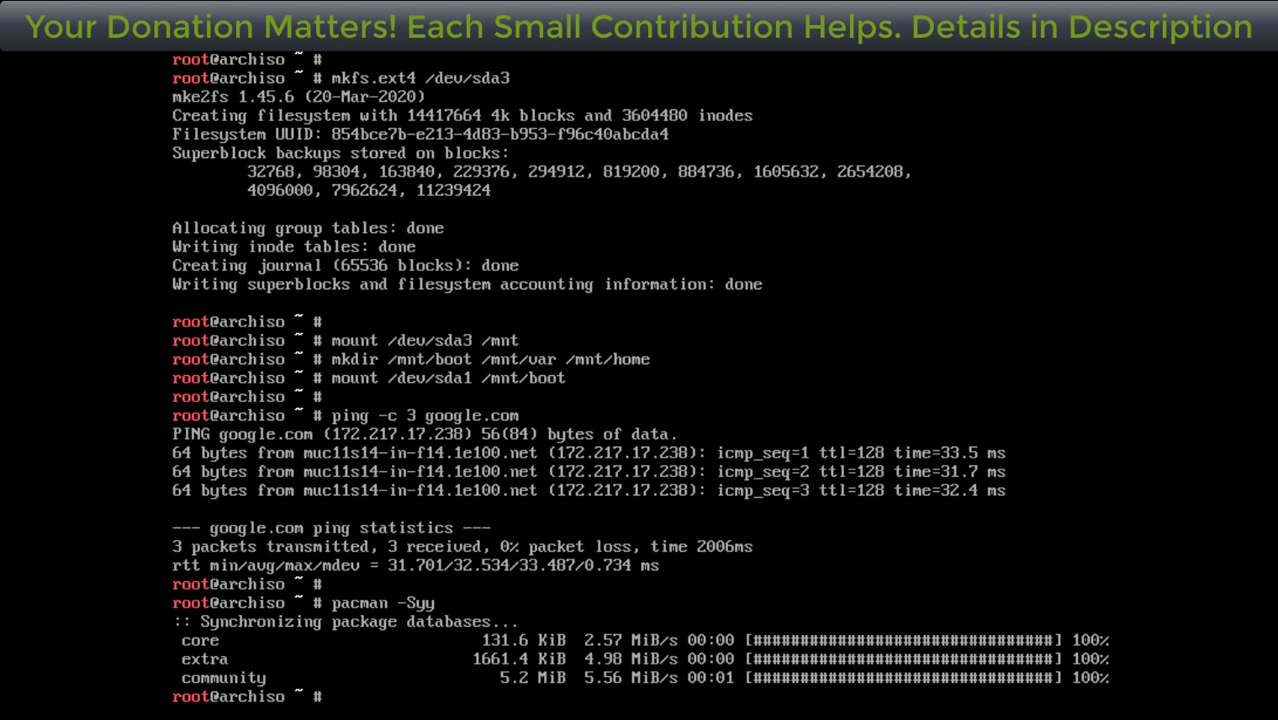 Your Donation Matters! Each Small Contribution Helps. Details in Description
root@archiso ~ #
root@archiso ~ # mkfs.ext4 /dev/sda3
mke2fs 1.45.6 (20-Mar-2020)
Creating filesystem with 14417664 4k blocks and 3604480 inodes
Filesystem UUID: 854bce7b-e213-4d83-b953-f96c40abcda4
Superblock backups stored on blocks:
32768, 98304, 163840, 229376, 294912, 819200, 884736, 1605632, 2654208,
4096000, 7962624, 11239424
Allocating group tables: done
Writing inode tables: done
Creating journal (65536 blocks): done
Writing superblocks and filesystem accounting information: done
root@archiso ~ #
root@archiso ~ # mount /dev/sda3 /mnt
root@archiso ~ # mkdir /mnt/boot /mnt/var /mnt/home
root@archiso ~ # mount /dev/sda1 /mnt/boot
root@archiso ~ #
root@archiso ~ # ping -c 3 google.com
PING google.com (172.217.17.238) 56(84) bytes of data.
64 bytes from muc11s14-in-f14.1e100.net (172.217.17.238): icmp_seq=1 ttl=128 time=33.5 ms
64 bytes from muc11s14-in-f14.1e100.net (172.217.17.238): icmp_seq=2 ttl=128 time=31.7 ms
64 bytes from muc11s14-in-f14.1e100.net (172.217.17.238): icmp_seq=3 ttl=128 time=32.4 ms
--- google.com ping statistics ---
3 packets transmitted, 3 received, 0% packet loss, time 2006ms
rtt min/avg/max/mdev = 31.701/32.534/33.487/0.734 ms
root@archiso ~ #
root@archiso ~ # pacman -Syy
:: Synchronizing package databases...
core 131.6 KiB 2.57 MiB/s 00:00 [################################] 100%
extra 1661.4 KiB 4.98 MiB/s 00:00 [################################] 100%
community 5.2 MiB 5.56 MiB/s 00:01 [################################] 100%
root@archiso ~ #